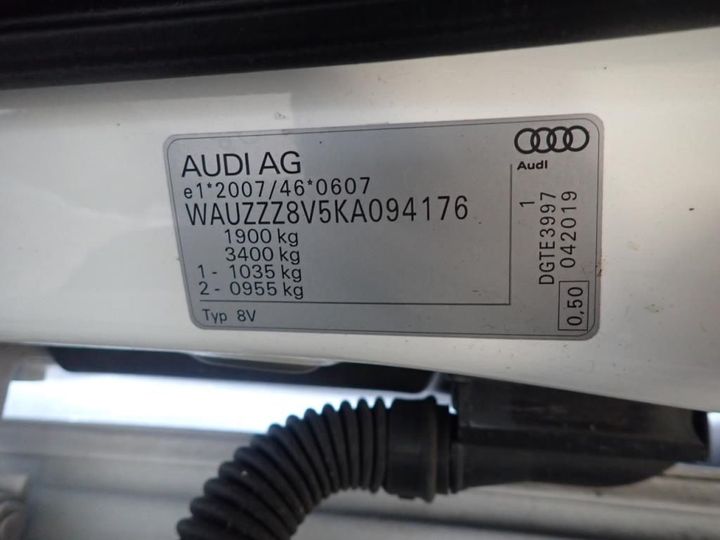 AUDI AG
Audi
e1*2007/46*0607
WAUZZZ8V5KA094176
1900 kg
3400 kg
1 - 1035 kg
2 - 0955 kg
Typ 8V
1
DGTE3997
042019
0,50